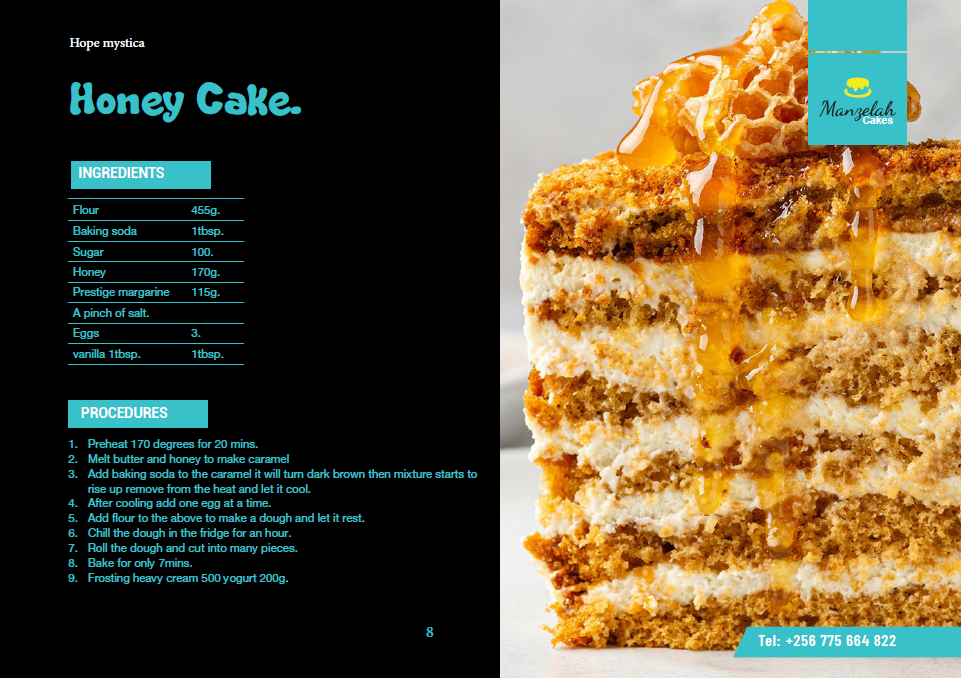 Hope mystica
Honey Cake.
INGREDIENTS
Flour 455g.
Baking soda 1tbsp.
Sugar 100.
Honey 170g.
Prestige margarine 115g.
A pinch of salt.
Eggs 3.
vanilla 1tbsp. 1tbsp.
PROCEDURES
1. Preheat 170 degrees for 20 mins.
2. Melt butter and honey to make caramel
3. Add baking soda to the caramel it will turn dark brown then mixture starts to
rise up remove from the heat and let it cool.
4. After cooling add one egg at a time.
5. Add flour to the above to make a dough and let it rest.
6. Chill the dough in the fridge for an hour.
7. Roll the dough and cut into many pieces.
8. Bake for only 7mins.
9. Frosting heavy cream 500 yogurt 200g.
8
Manzelah
Cakes
Tel: +256 775 664 822